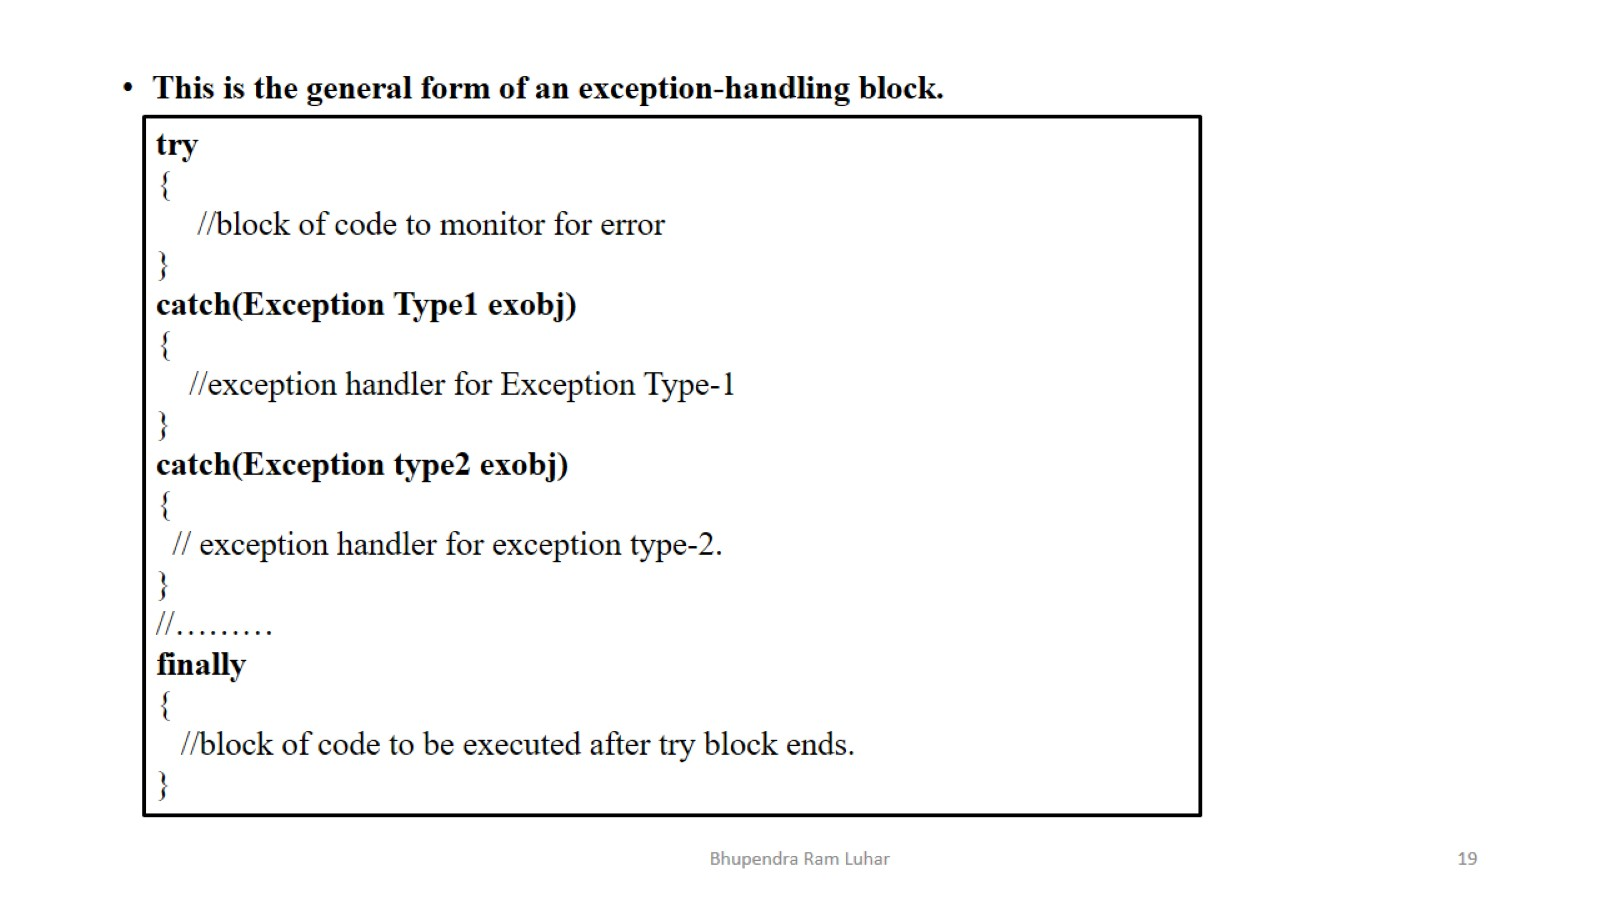 • This is the general form of an exception-handling block.
try
{
//block of code to monitor for error
}
catch(Exception Type1 exobj)
{
//exception handler for Exception Type-1
}
catch(Exception type2 exobj)
{
// exception handler for exception type-2.
}
//………
finally
{
//block of code to be executed after try block ends.
}
Bhupendra Ram Luhar
19